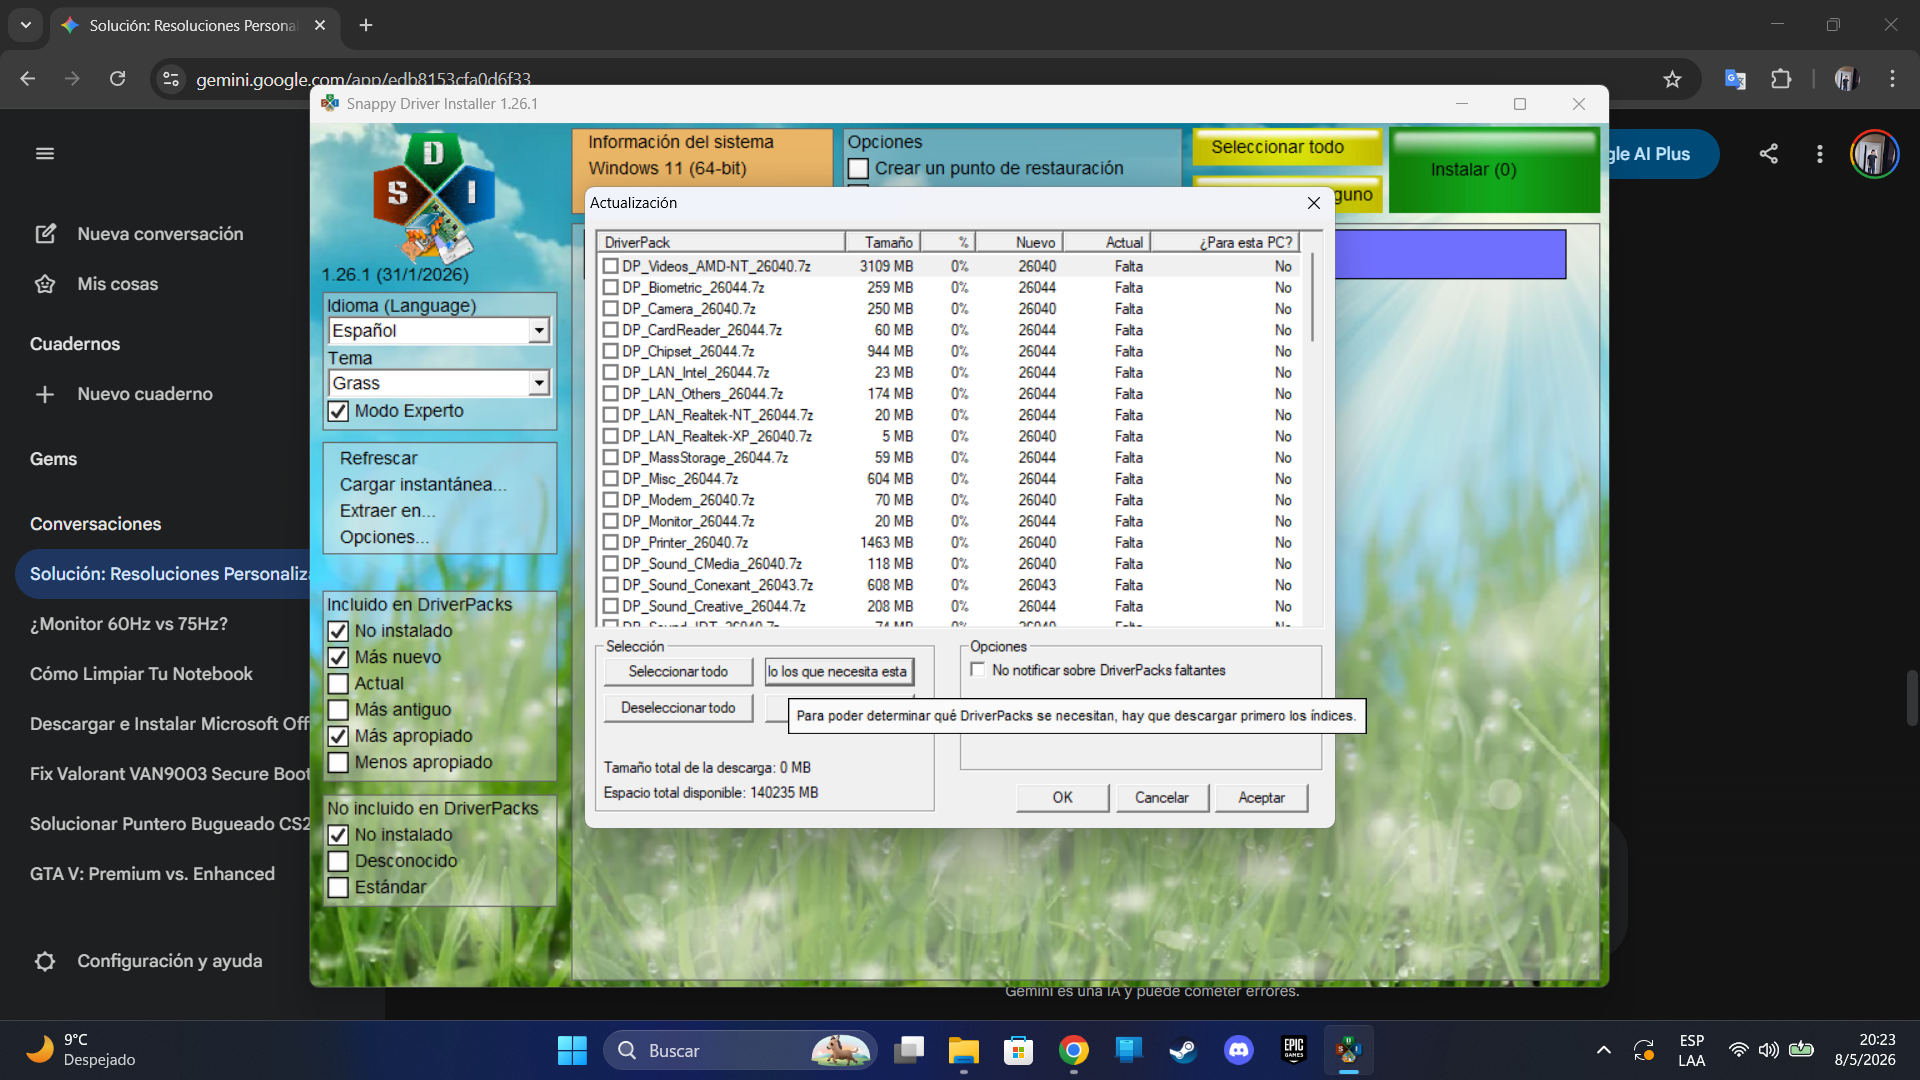 Solución: Resoluciones Persona
gemini.google.com/app/edb8153cfa0d6f33
gle AI Plus
Nueva conversación
Mis cosas
Cuadernos
Nuevo cuaderno
Gems
Conversaciones
Solución: Resoluciones Personaliza
¿Monitor 60Hz vs 75Hz?
Cómo Limpiar Tu Notebook
Descargar e Instalar Microsoft Off
Fix Valorant VAN9003 Secure Boot
Solucionar Puntero Bugueado CS2
GTA V: Premium vs. Enhanced
Configuración y ayuda
Gemini es una IA y puede cometer errores.
Snappy Driver Installer 1.26.1
S D I
1.26.1 (31/1/2026)
Idioma (Language)
Español
Tema
Grass
Modo Experto
Refrescar
Cargar instantánea...
Extraer en...
Opciones...
Incluido en DriverPacks
No instalado
Más nuevo
Actual
Más antiguo
Más apropiado
Menos apropiado
No incluido en DriverPacks
No instalado
Desconocido
Estándar
Información del sistema
Windows 11 (64-bit)
Opciones
Crear un punto de restauración
Seleccionar todo
guno
Instalar (0)
Actualización
DriverPack Tamaño % Nuevo Actual ¿Para esta PC?
DP_Videos_AMD-NT_26040.7z 3109 MB 0% 26040 Falta No
DP_Biometric_26044.7z 259 MB 0% 26044 Falta No
DP_Camera_26040.7z 250 MB 0% 26040 Falta No
DP_CardReader_26044.7z 60 MB 0% 26044 Falta No
DP_Chipset_26044.7z 944 MB 0% 26044 Falta No
DP_LAN_Intel_26044.7z 23 MB 0% 26044 Falta No
DP_LAN_Others_26044.7z 174 MB 0% 26044 Falta No
DP_LAN_Realtek-NT_26044.7z 20 MB 0% 26044 Falta No
DP_LAN_Realtek-XP_26040.7z 5 MB 0% 26040 Falta No
DP_MassStorage_26044.7z 59 MB 0% 26044 Falta No
DP_Misc_26044.7z 604 MB 0% 26044 Falta No
DP_Modem_26040.7z 70 MB 0% 26040 Falta No
DP_Monitor_26044.7z 20 MB 0% 26044 Falta No
DP_Printer_26040.7z 1463 MB 0% 26040 Falta No
DP_Sound_CMedia_26040.7z 118 MB 0% 26040 Falta No
DP_Sound_Conexant_26043.7z 608 MB 0% 26043 Falta No
DP_Sound_Creative_26044.7z 208 MB 0% 26044 Falta No
Selección
Seleccionar todo
lo los que necesita esta
Deseleccionar todo
Tamaño total de la descarga: 0 MB
Espacio total disponible: 140235 MB
Opciones
No notificar sobre DriverPacks faltantes
Para poder determinar qué DriverPacks se necesitan, hay que descargar primero los índices.
OK
Cancelar
Aceptar
9°C
Despejado
Buscar
EPIC
GAMES
ESP
LAA
20:23
8/5/2026